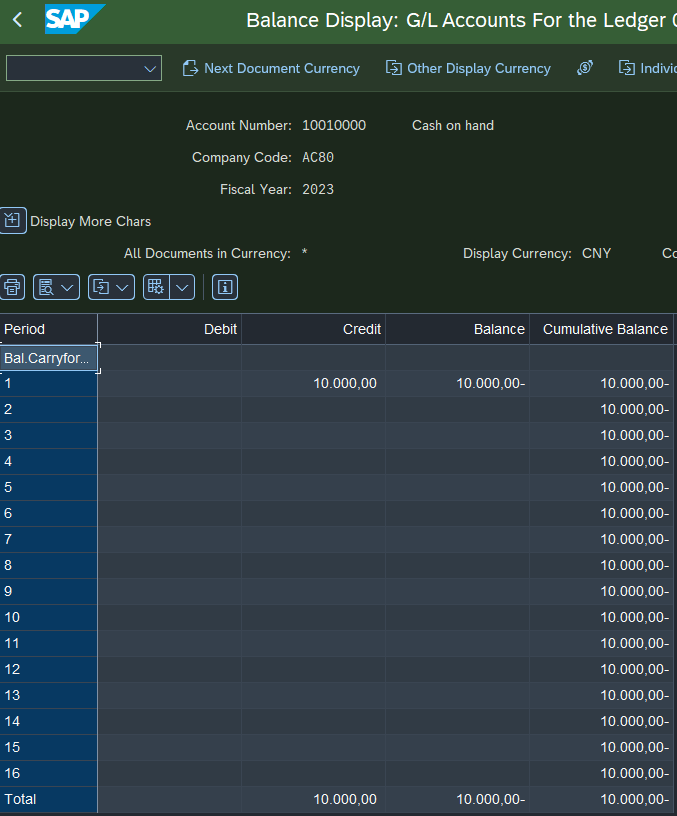 SAP Balance Display: G/L Accounts For the Ledger
Next Document Currency Other Display Currency
Account Number: 10010000 Cash on hand
Company Code: AC80
Fiscal Year: 2023
Display More Chars
All Documents in Currency: * Display Currency: CNY
Period Debit Credit Balance Cumulative Balance
Bal.Carryfor...
1 10.000,00 10.000,00- 10.000,00-
2 10.000,00-
3 10.000,00-
4 10.000,00-
5 10.000,00-
6 10.000,00-
7 10.000,00-
8 10.000,00-
9 10.000,00-
10 10.000,00-
11 10.000,00-
12 10.000,00-
13 10.000,00-
14 10.000,00-
15 10.000,00-
16 10.000,00-
Total 10.000,00 10.000,00- 10.000,00-